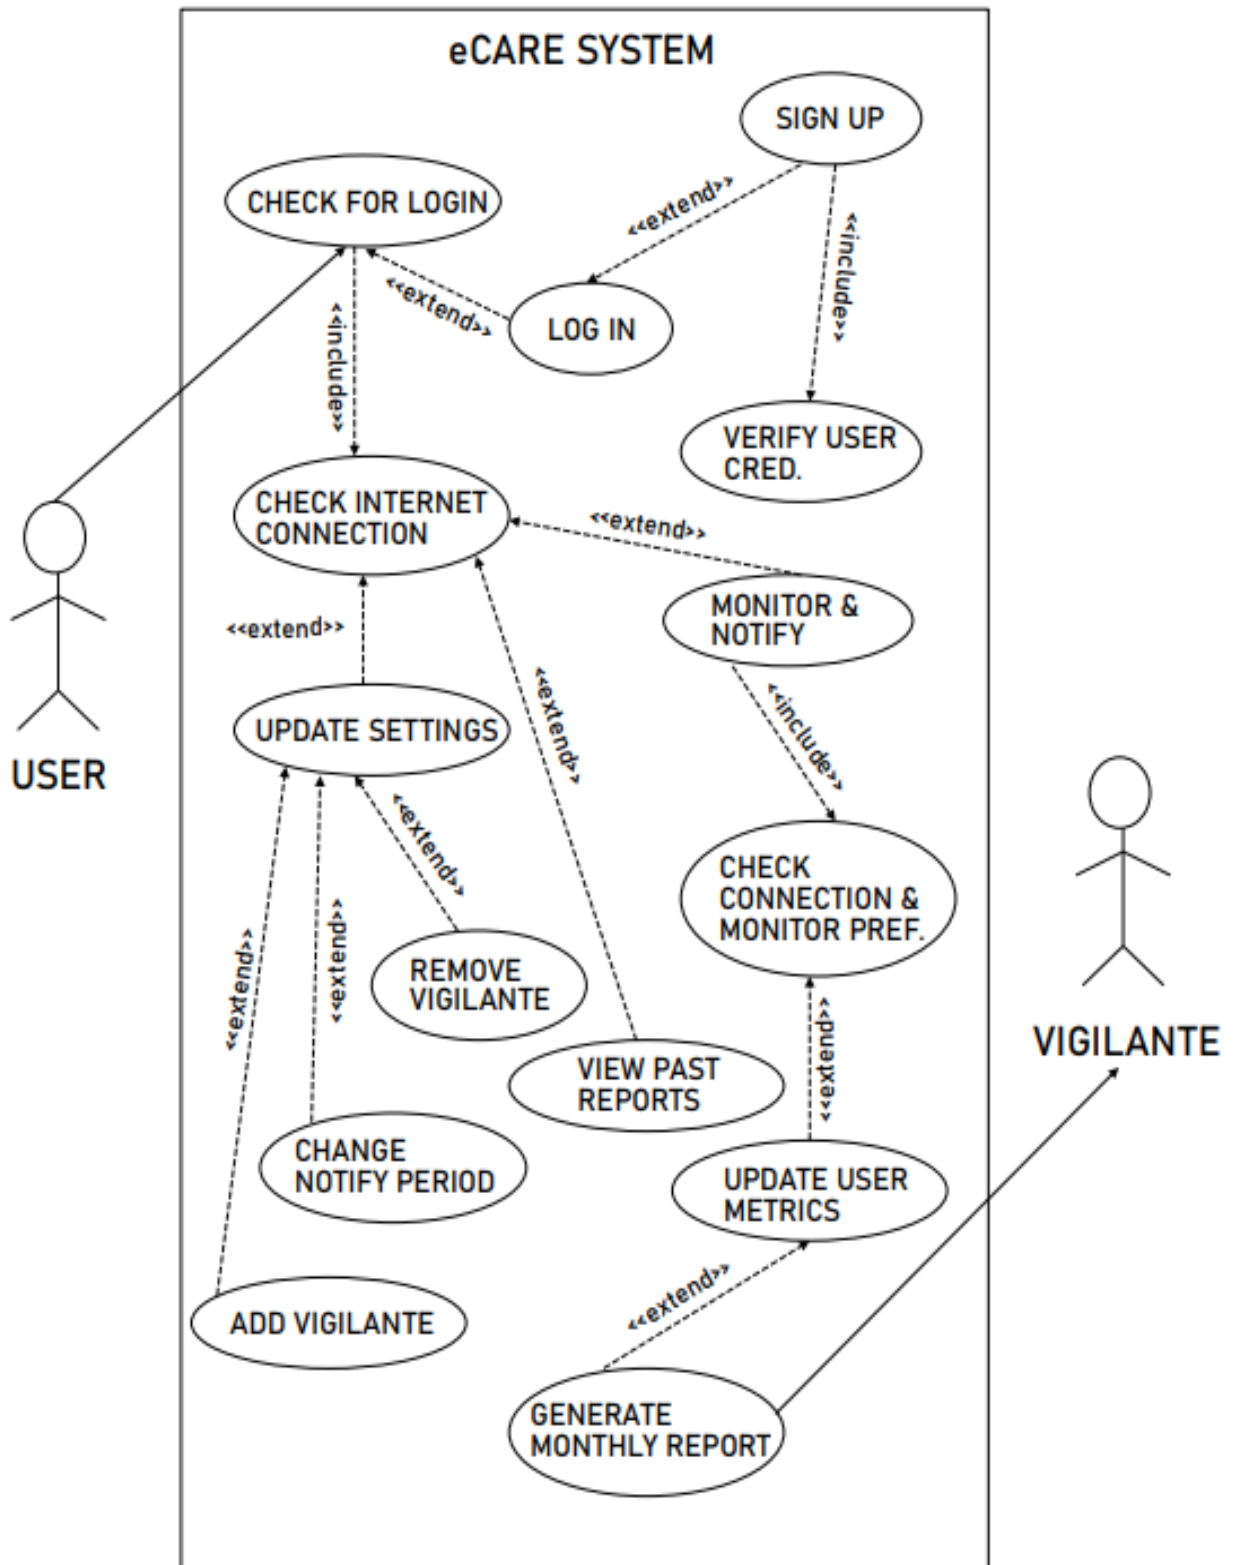 eCARE SYSTEM
SIGN UP
CHECK FOR LOGIN
<<extend>>
<<include>>
<<extend>>
LOG IN
<<include>>
VERIFY USER
CRED.
CHECK INTERNET
CONNECTION
<<extend>>
MONITOR &
NOTIFY
<<extend>>
<<extend>>
<<include>>
UPDATE SETTINGS
USER
<<extend>>
CHECK
CONNECTION &
MONITOR PREF.
<<extend>>
<<extend>>
REMOVE
VIGILANTE
<<extend>>
VIGILANTE
VIEW PAST
REPORTS
CHANGE
NOTIFY PERIOD
UPDATE USER
METRICS
<<extend>>
ADD VIGILANTE
GENERATE
MONTHLY REPORT